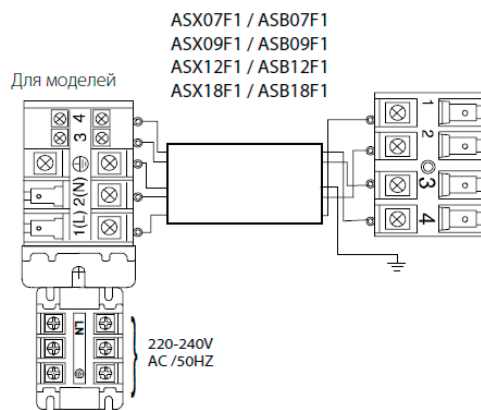 ASX07F1 / ASB07F1
ASX09F1 / ASB09F1
ASX12F1 / ASB12F1
ASX18F1 / ASB18F1
Для моделей
4
3
2(N)
1(L)
1
2
3
4
LN
220-240V
AC /50HZ